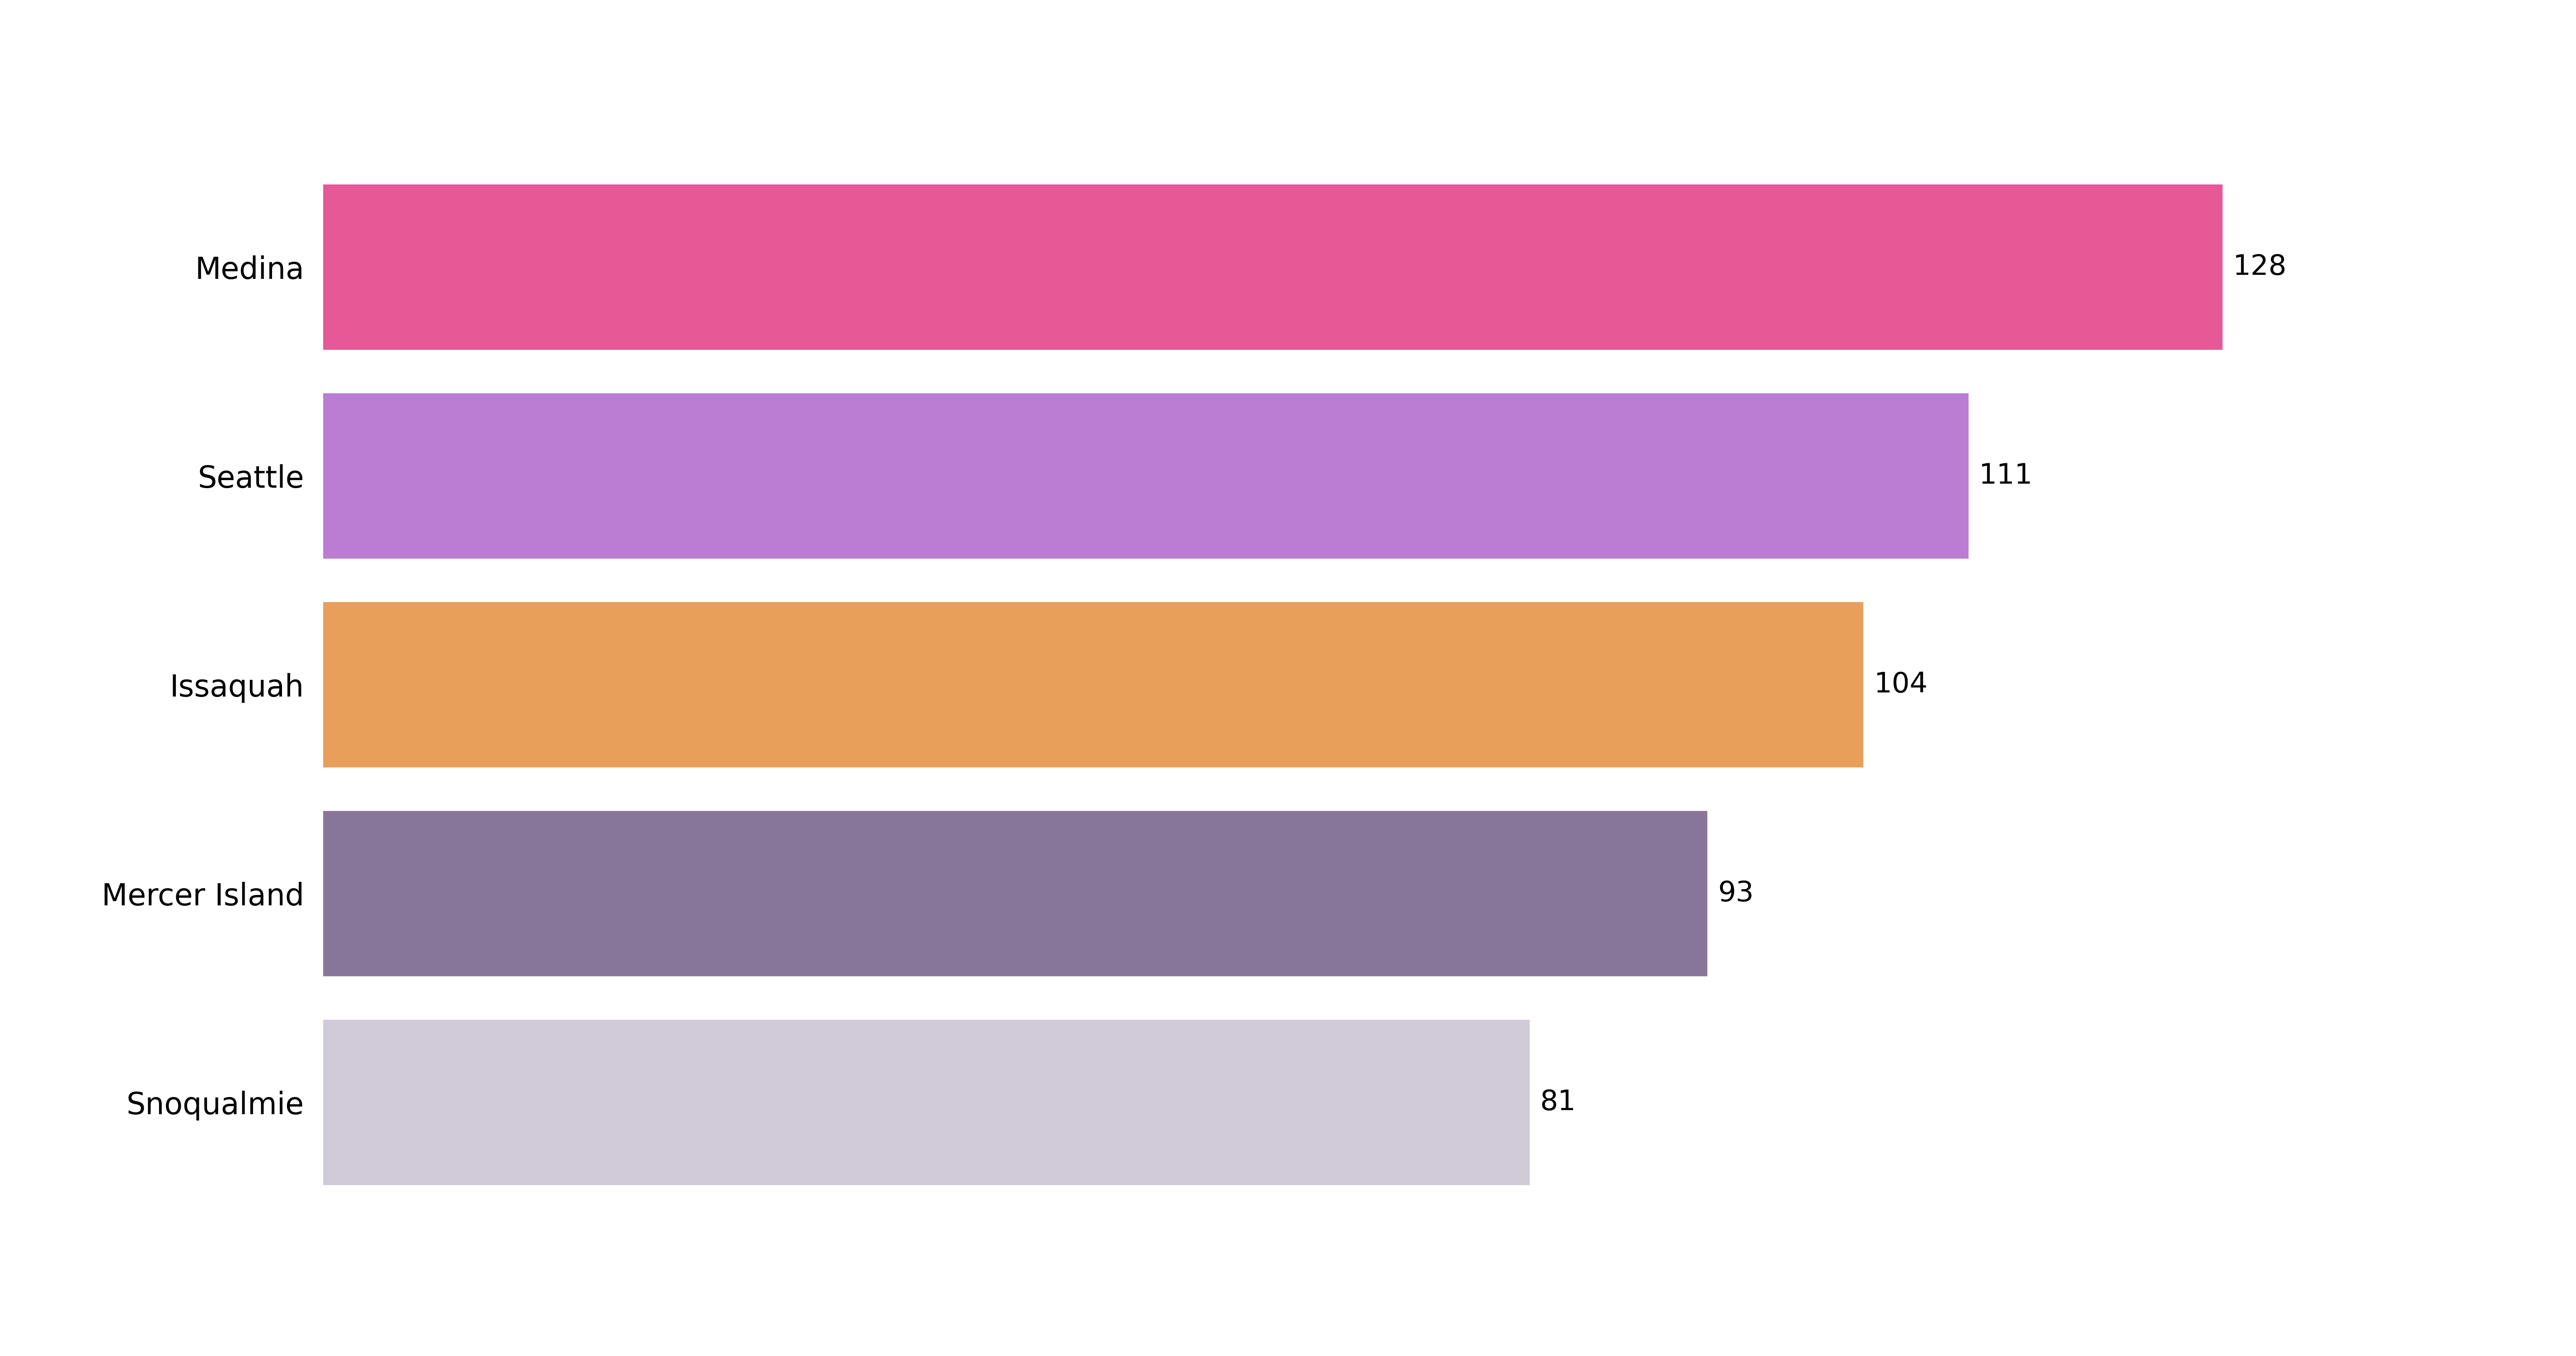 Medina 128
Seattle 111
Issaquah 104
Mercer Island 93
Snoqualmie 81